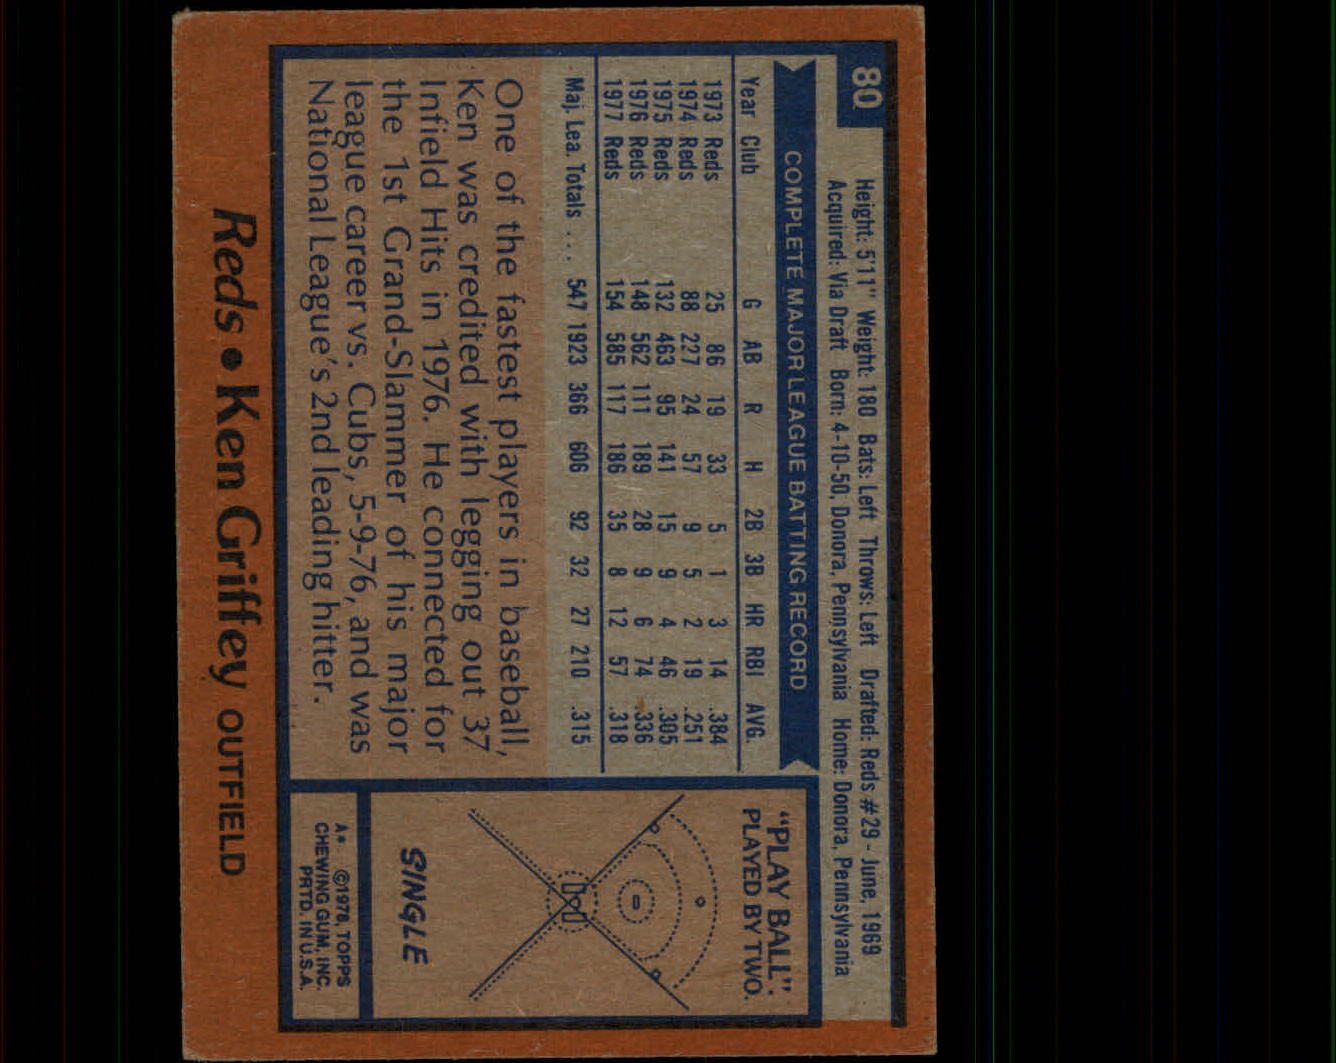 80
Height: 5'11" Weight: 180 Bats: Left Throws: Left Drafted: Reds #29 - June, 1969
Acquired: Via Draft Born: 4-10-50, Donora, Pennsylvania Home: Donora, Pennsylvania
COMPLETE MAJOR LEAGUE BATTING RECORD
Year Club G AB R H 2B 3B HR RBI AVG.
1973 Reds 25 86 19 33 5 1 3 14 .384
1974 Reds 88 227 24 57 9 5 2 19 .251
1975 Reds 132 463 95 141 15 9 4 46 .305
1976 Reds 148 562 111 189 28 9 6 74 .336
1977 Reds 154 585 117 186 35 8 12 57 .318
Maj. Lea. Totals . . . 547 1923 366 606 92 32 27 210 .315
One of the fastest players in baseball,
Ken was credited with legging out 37
Infield Hits in 1976. He connected for
the 1st Grand-Slammer of his major
league career vs. Cubs, 5-9-76, and was
National League's 2nd leading hitter.
"PLAY BALL":
PLAYED BY TWO.
SINGLE
A* ©1978, TOPPS
CHEWING GUM, INC.
PRTD. IN U.S.A.
Reds • Ken Griffey OUTFIELD